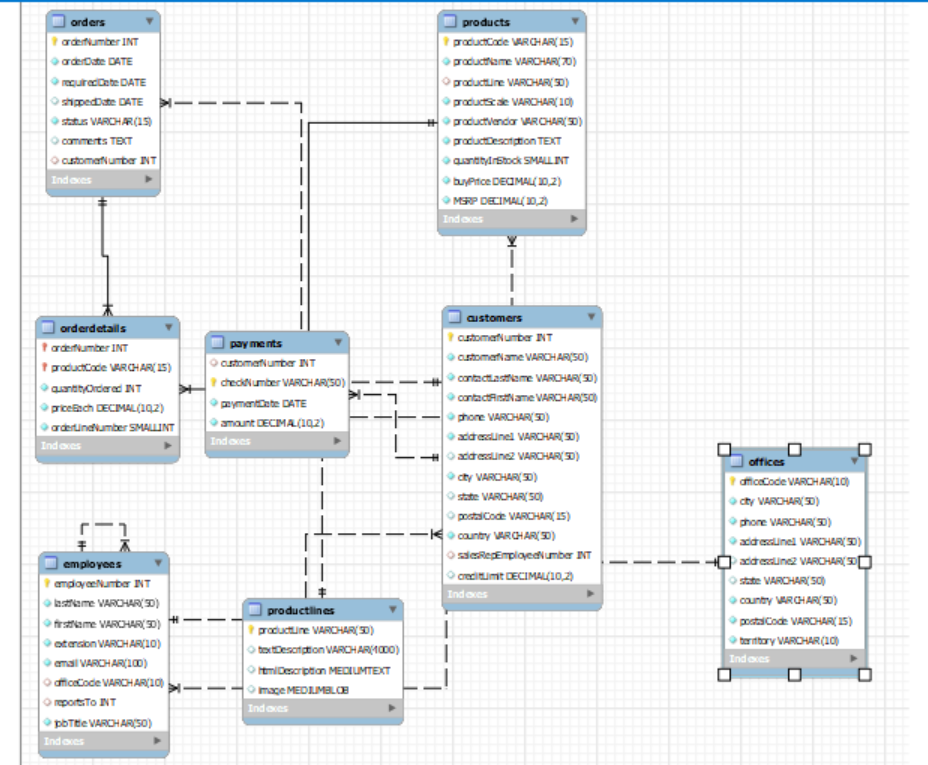 orders
orderNumber INT
orderDate DATE
requiredDate DATE
shippedDate DATE
status VARCHAR(15)
comments TEXT
customerNumber INT
Indexes
products
productCode VARCHAR(15)
productName VARCHAR(70)
productLine VARCHAR(50)
productScale VARCHAR(10)
productVendor VARCHAR(50)
productDescription TEXT
quantityInStock SMALLINT
buyPrice DECIMAL(10,2)
MSRP DECIMAL(10,2)
Indexes
orderdetails
orderNumber INT
productCode VARCHAR(15)
quantityOrdered INT
priceEach DECIMAL(10,2)
orderLineNumber SMALLINT
Indexes
payments
customerNumber INT
checkNumber VARCHAR(50)
paymentDate DATE
amount DECIMAL(10,2)
Indexes
customers
customerNumber INT
customerName VARCHAR(50)
contactLastName VARCHAR(50)
contactFirstName VARCHAR(50)
phone VARCHAR(50)
addressLine1 VARCHAR(50)
addressLine2 VARCHAR(50)
city VARCHAR(50)
state VARCHAR(50)
postalCode VARCHAR(15)
country VARCHAR(50)
salesRepEmployeeNumber INT
creditLimit DECIMAL(10,2)
Indexes
offices
officeCode VARCHAR(10)
city VARCHAR(50)
phone VARCHAR(50)
addressLine1 VARCHAR(50)
addressLine2 VARCHAR(50)
state VARCHAR(50)
country VARCHAR(50)
postalCode VARCHAR(15)
territory VARCHAR(10)
Indexes
employees
employeeNumber INT
lastName VARCHAR(50)
firstName VARCHAR(50)
extension VARCHAR(10)
email VARCHAR(100)
officeCode VARCHAR(10)
reportsTo INT
jobTitle VARCHAR(50)
Indexes
productlines
productLine VARCHAR(50)
textDescription VARCHAR(4000)
htmlDescription MEDIUMTEXT
image MEDIUMBLOB
Indexes